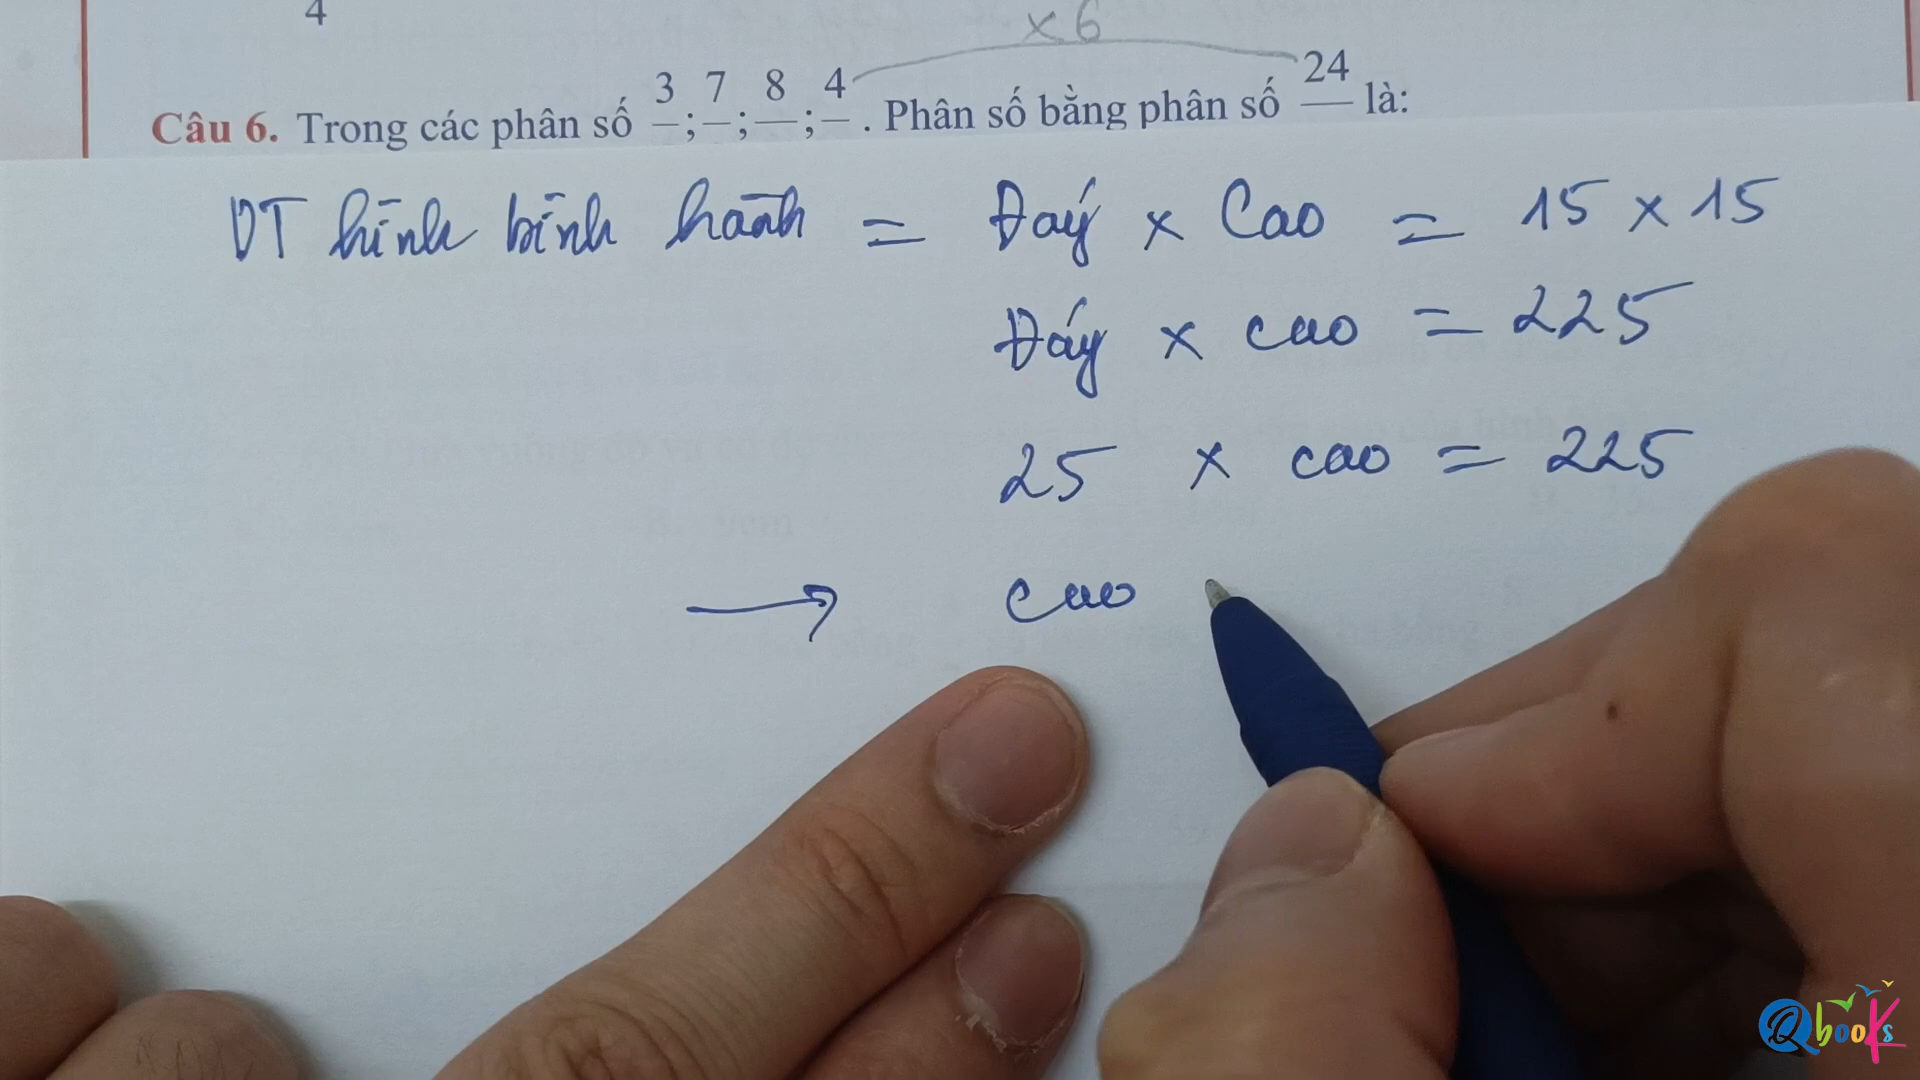 4
× 6
Câu 6. Trong các phân số 3/ ; 7/ ; 8/ ; 4/ . Phân số bằng phân số 24/ là:
DT hình bình hành = Đáy × Cao = 15 × 15
Đáy × cao = 225
25 × cao = 225
→ cao
Qbooks